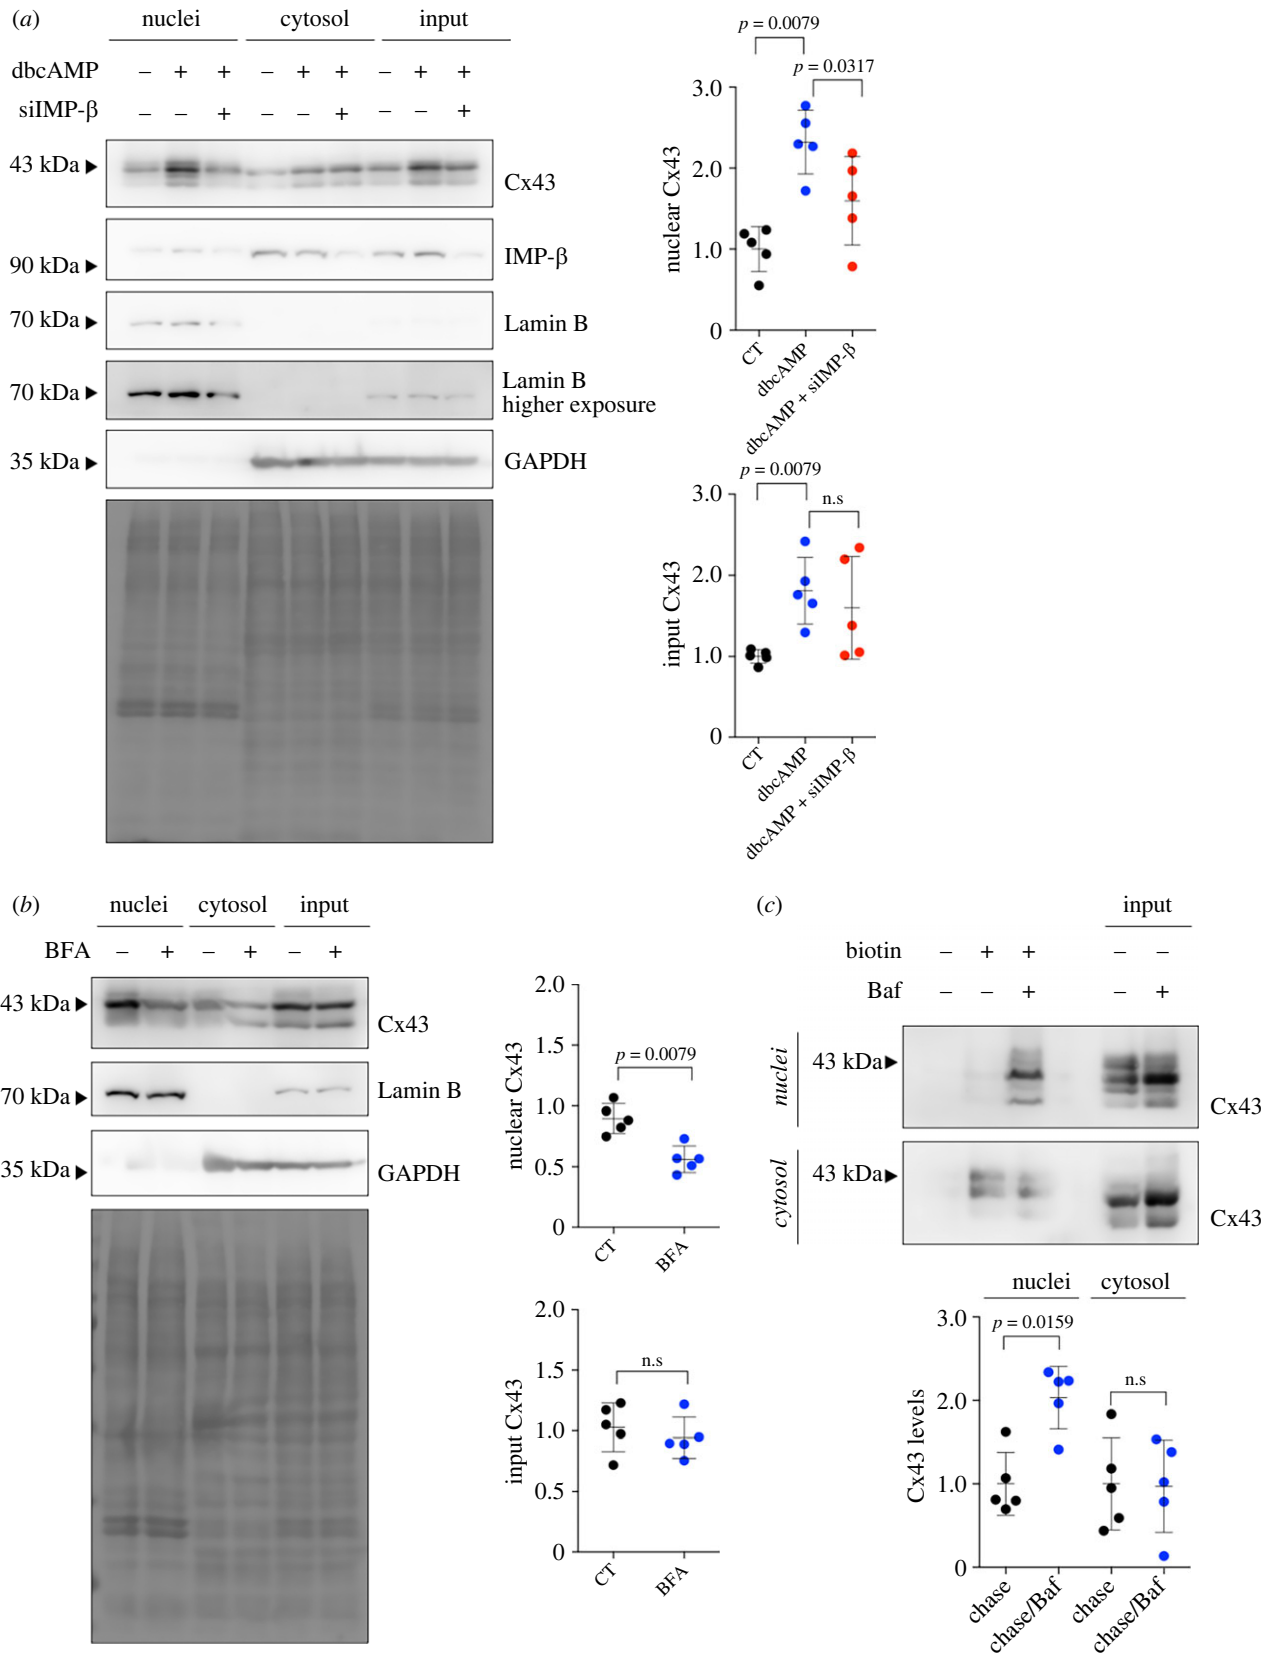 (a)
nuclei cytosol input
dbcAMP – + + – + + – + +
siIMP-β – – + – – + – – +
43 kDa
Cx43
90 kDa
IMP-β
70 kDa
Lamin B
70 kDa
Lamin B
higher exposure
35 kDa
GAPDH
p = 0.0079
p = 0.0317
3.0
2.0
1.0
0
nuclear Cx43
CT
dbcAMP
dbcAMP + siIMP-β
p = 0.0079
n.s
3.0
2.0
1.0
0
input Cx43
CT
dbcAMP
dbcAMP + siIMP-β
(b)
nuclei cytosol input
BFA – + – + – +
43 kDa
Cx43
70 kDa
Lamin B
35 kDa
GAPDH
2.0
1.5
1.0
0.5
0
nuclear Cx43
p = 0.0079
CT
BFA
2.0
1.5
1.0
0.5
0
input Cx43
n.s
CT
BFA
(c)
input
biotin – + + – –
Baf – – + – +
nuclei
43 kDa
Cx43
cytosol
43 kDa
Cx43
nuclei cytosol
3.0
2.0
1.0
0
Cx43 levels
p = 0.0159
n.s
chase
chase/Baf
chase
chase/Baf